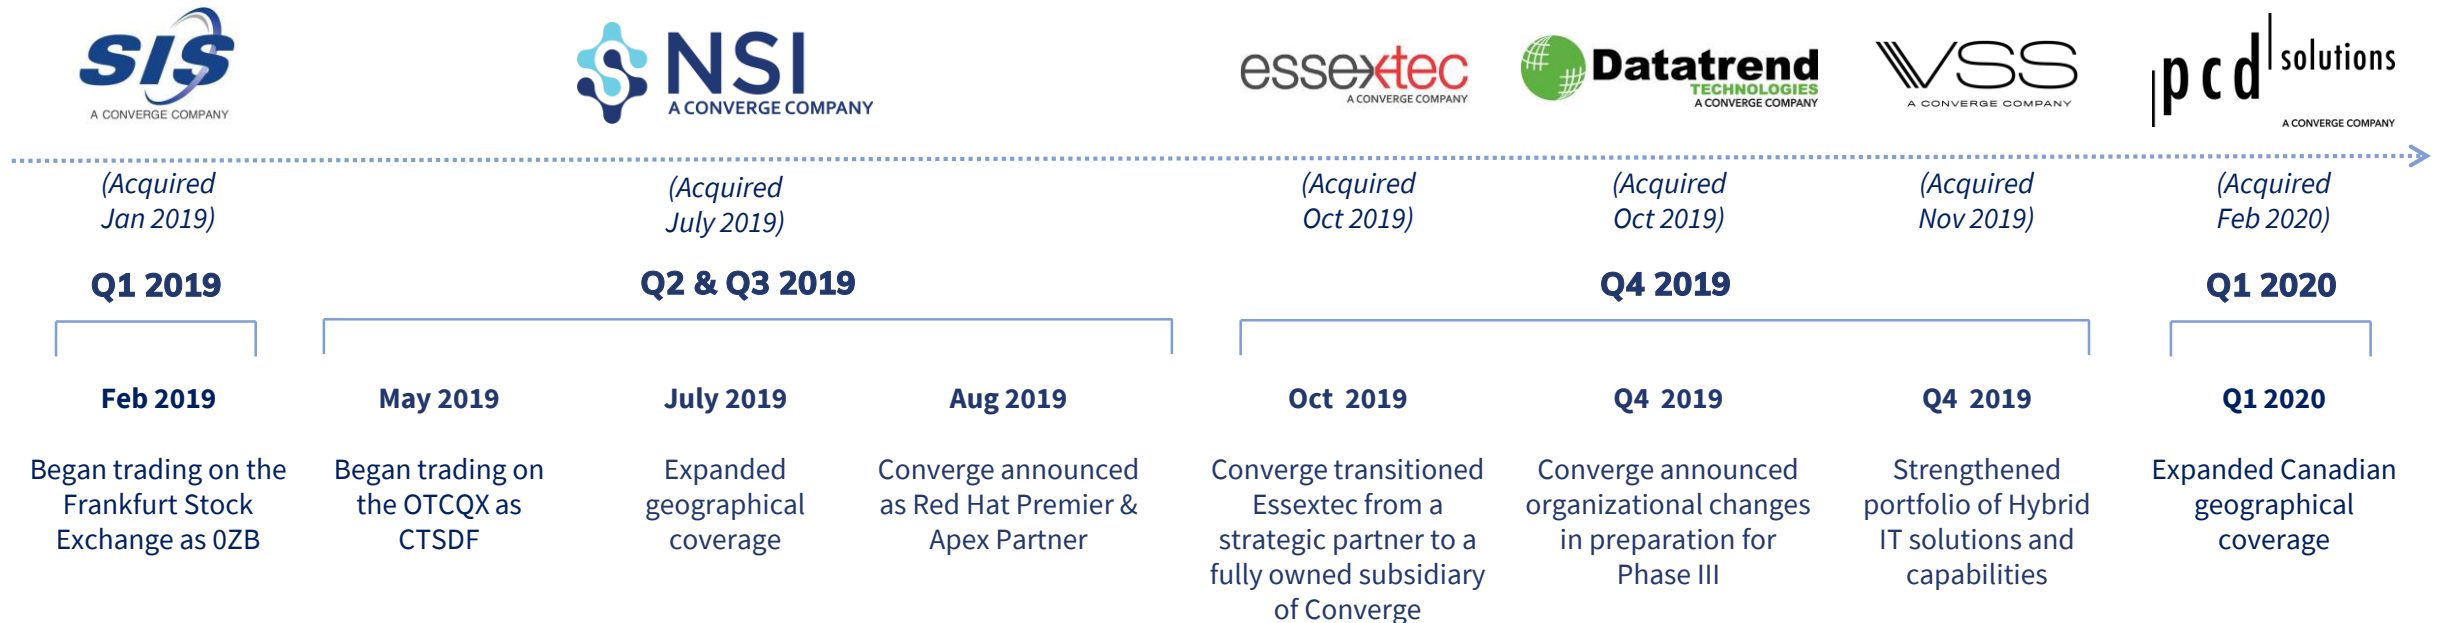 SIS
A CONVERGE COMPANY
NSI
A CONVERGE COMPANY
essextec
A CONVERGE COMPANY
Datatrend
TECHNOLOGIES
A CONVERGE COMPANY
VSS
A CONVERGE COMPANY
pcd solutions
A CONVERGE COMPANY
(Acquired
Jan 2019)
(Acquired
July 2019)
(Acquired
Oct 2019)
(Acquired
Oct 2019)
(Acquired
Nov 2019)
(Acquired
Feb 2020)
Q1 2019
Q2 & Q3 2019
Q4 2019
Q1 2020
Feb 2019
Began trading on the
Frankfurt Stock
Exchange as 0ZB
May 2019
Began trading on
the OTCQX as
CTSDF
July 2019
Expanded
geographical
coverage
Aug 2019
Converge announced
as Red Hat Premier &
Apex Partner
Oct 2019
Converge transitioned
Essextec from a
strategic partner to a
fully owned subsidiary
of Converge
Q4 2019
Converge announced
organizational changes
in preparation for
Phase III
Q4 2019
Strengthened
portfolio of Hybrid
IT solutions and
capabilities
Q1 2020
Expanded Canadian
geographical
coverage